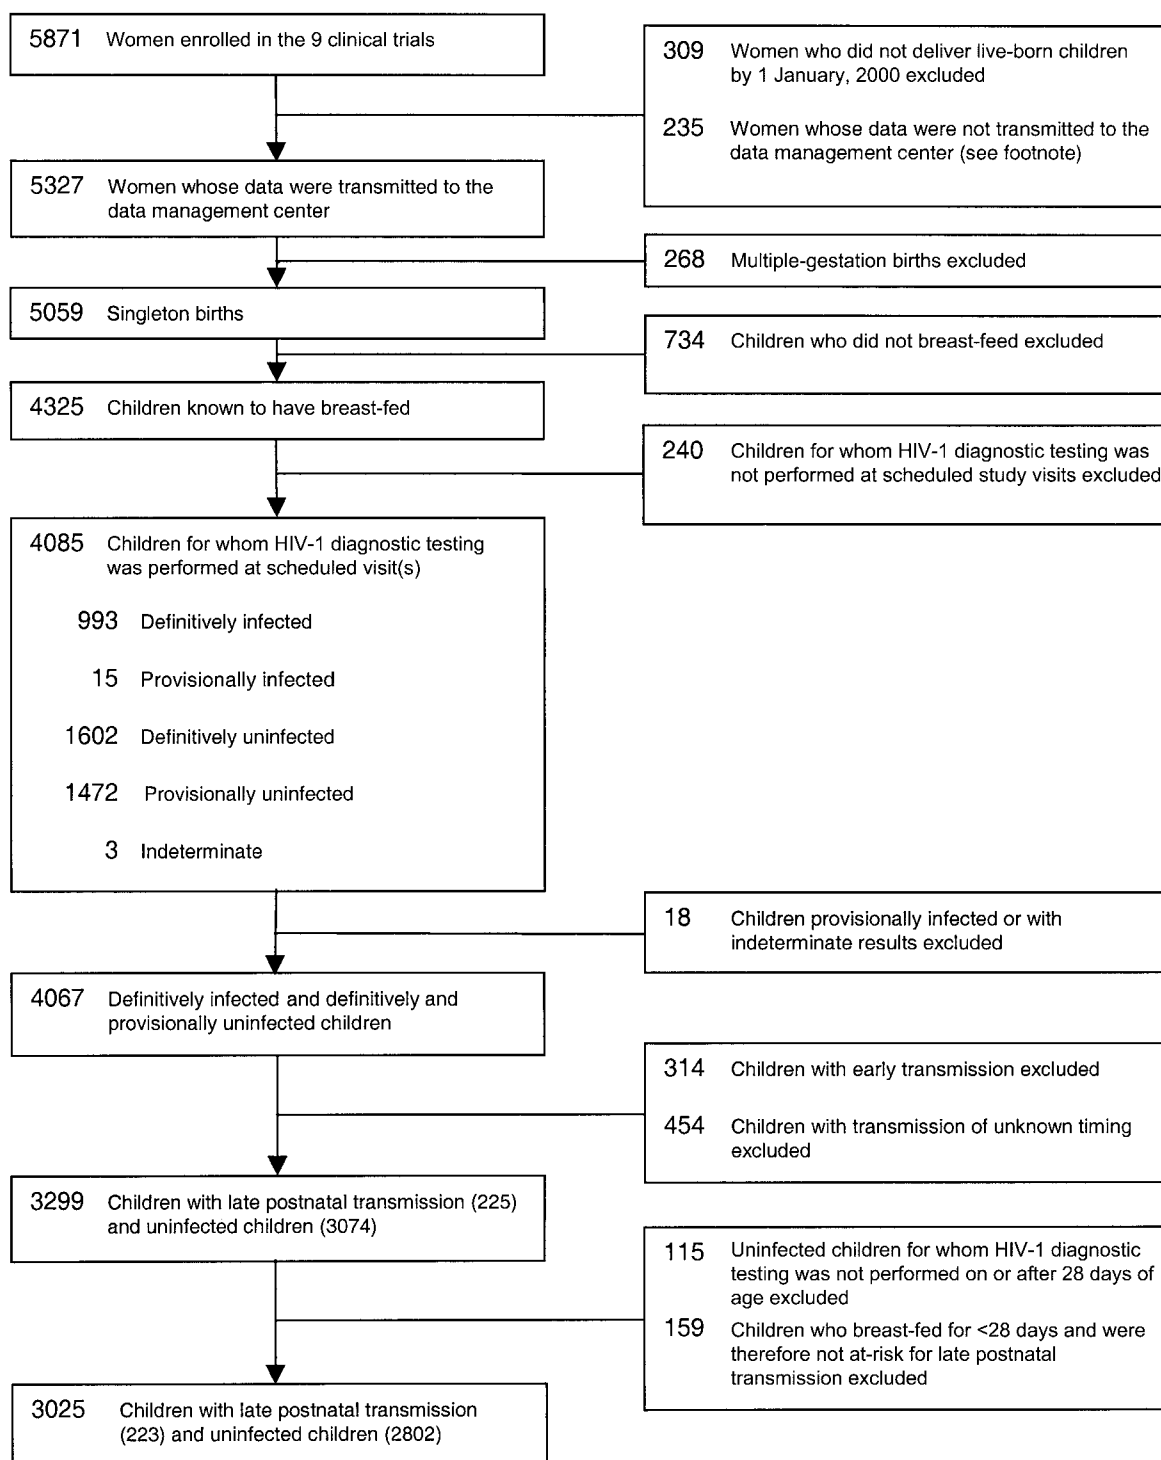 5871 Women enrolled in the 9 clinical trials
309 Women who did not deliver live-born children
by 1 January, 2000 excluded
235 Women whose data were not transmitted to the
data management center (see footnote)
5327 Women whose data were transmitted to the
data management center
268 Multiple-gestation births excluded
5059 Singleton births
734 Children who did not breast-feed excluded
4325 Children known to have breast-fed
240 Children for whom HIV-1 diagnostic testing was
not performed at scheduled study visits excluded
4085 Children for whom HIV-1 diagnostic testing
was performed at scheduled visit(s)
993 Definitively infected
15 Provisionally infected
1602 Definitively uninfected
1472 Provisionally uninfected
3 Indeterminate
18 Children provisionally infected or with
indeterminate results excluded
4067 Definitively infected and definitively and
provisionally uninfected children
314 Children with early transmission excluded
454 Children with transmission of unknown timing
excluded
3299 Children with late postnatal transmission (225)
and uninfected children (3074)
115 Uninfected children for whom HIV-1 diagnostic
testing was not performed on or after 28 days of
age excluded
159 Children who breast-fed for <28 days and were
therefore not at-risk for late postnatal
transmission excluded
3025 Children with late postnatal transmission
(223) and uninfected children (2802)